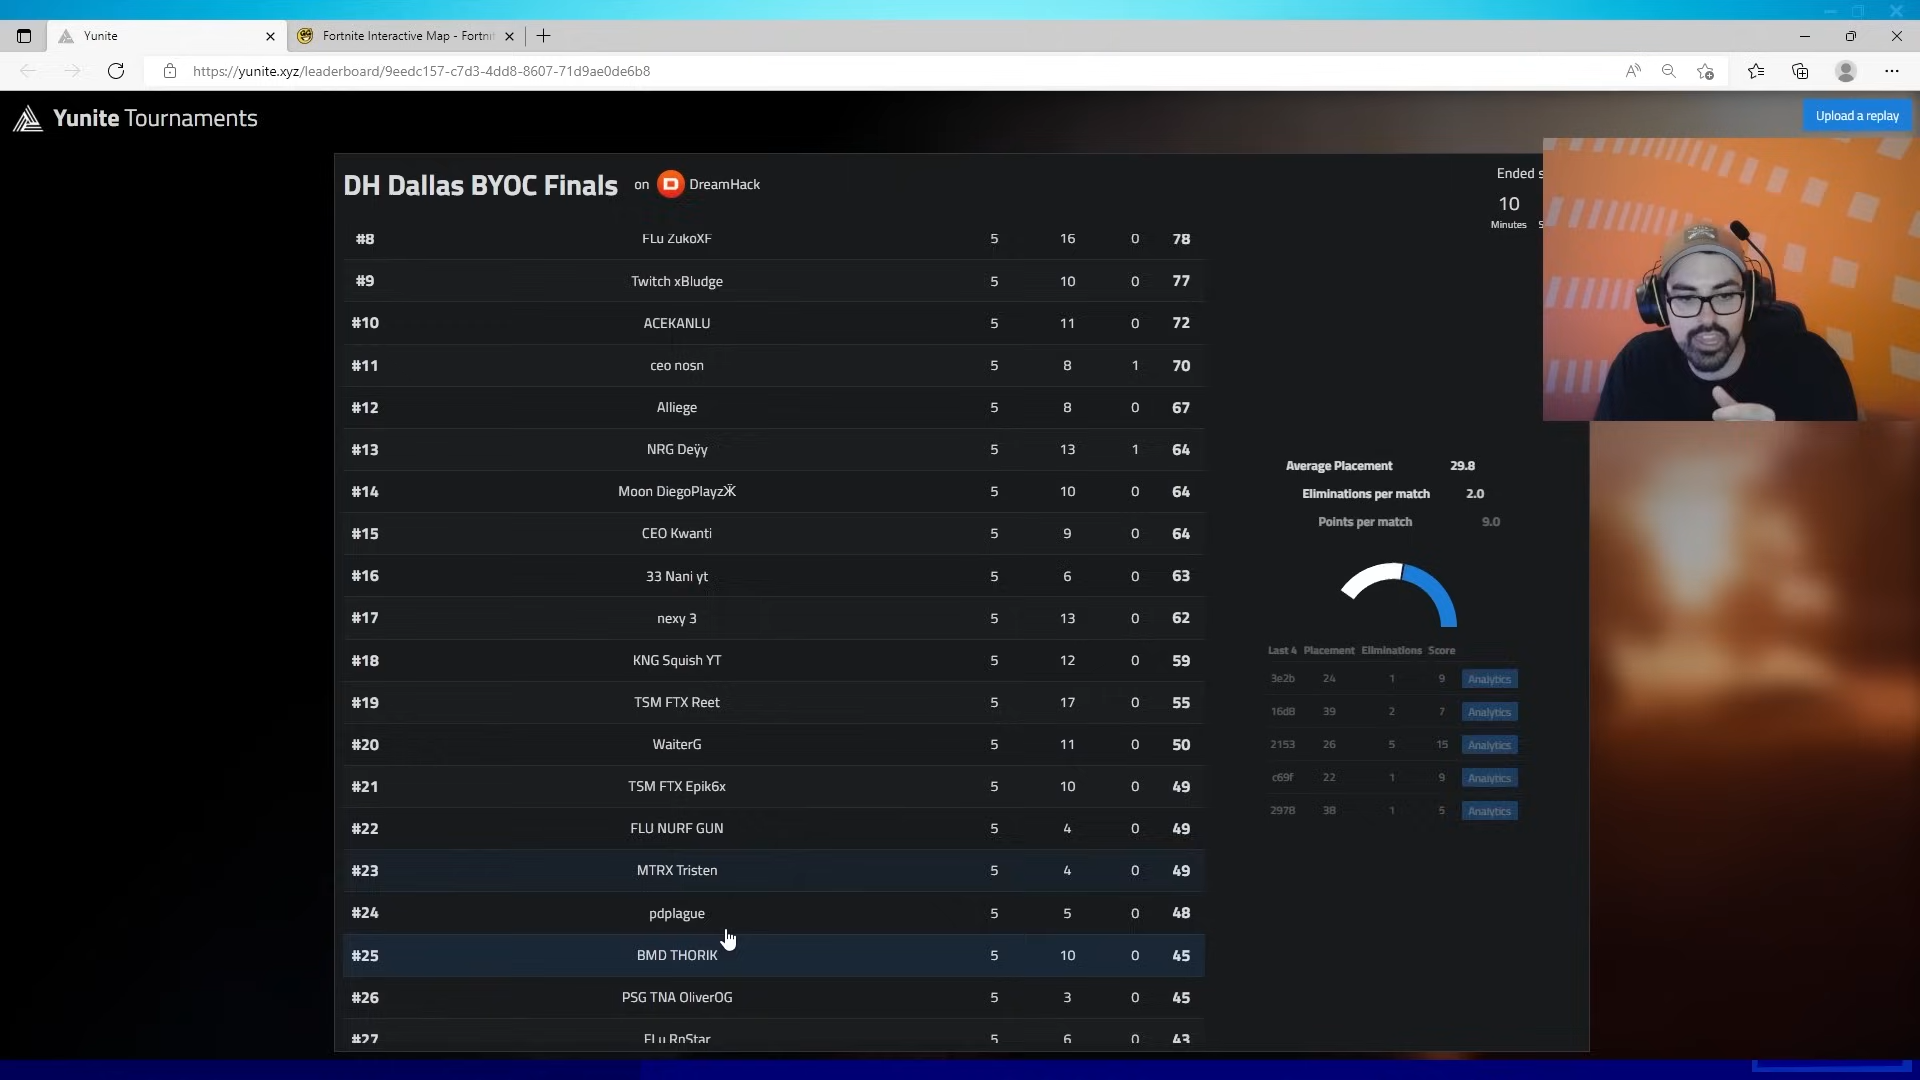 Yunite
Fortnite Interactive Map - Fortni
https://yunite.xyz/leaderboard/9eedc157-c7d3-4dd8-8607-71d9ae0de6b8
Yunite Tournaments
Upload a replay
DH Dallas BYOC Finals on DreamHack
Ended s
10
Minutes S
#8 FLu ZukoXF 5 16 0 78
#9 Twitch xBludge 5 10 0 77
#10 ACEKANLU 5 11 0 72
#11 ceo nosn 5 8 1 70
#12 Alliege 5 8 0 67
#13 NRG Deÿy 5 13 1 64
#14 Moon DiegoPlayzӜ 5 10 0 64
#15 CEO Kwanti 5 9 0 64
#16 33 Nani yt 5 6 0 63
#17 nexy 3 5 13 0 62
#18 KNG Squish YT 5 12 0 59
#19 TSM FTX Reet 5 17 0 55
#20 WaiterG 5 11 0 50
#21 TSM FTX Epik6x 5 10 0 49
#22 FLU NURF GUN 5 4 0 49
#23 MTRX Tristen 5 4 0 49
#24 pdplague 5 5 0 48
#25 BMD THORIK 5 10 0 45
#26 PSG TNA OliverOG 5 3 0 45
#27 FLu RnStar 5 6 0 43
Average Placement 29.8
Eliminations per match 2.0
Points per match 9.0
Last 4 Placement Eliminations Score
3e2b 24 1 9 Analytics
16d8 39 2 7 Analytics
2153 26 5 15 Analytics
c69f 22 1 9 Analytics
2978 38 1 5 Analytics